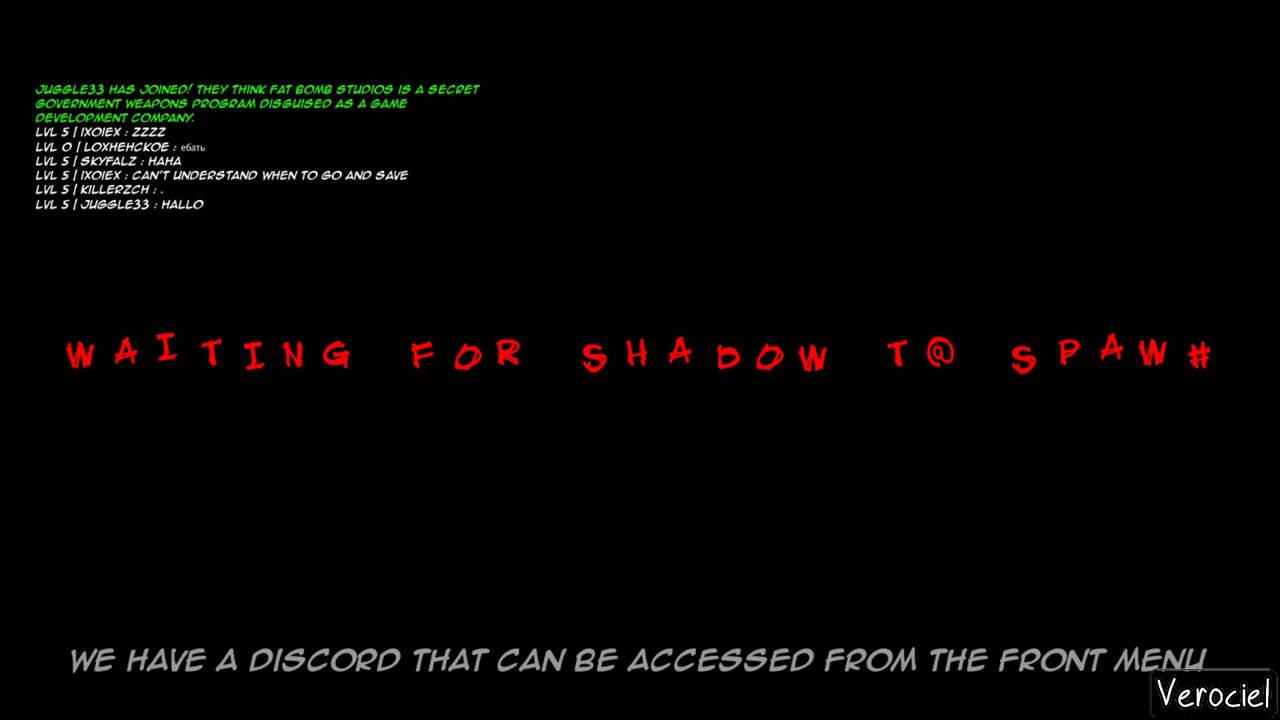 JUGGLE33 HAS JOINED! THEY THINK FAT BOMB STUDIOS IS A SECRET
GOVERNMENT WEAPONS PROGRAM DISGUISED AS A GAME
DEVELOPMENT COMPANY.
LVL 5 | IXOIEX : ZZZZ
LVL 0 | LOXHEHCKOE : ебать
LVL 5 | SKYFALZ : HAHA
LVL 5 | IXOIEX : CAN'T UNDERSTAND WHEN TO GO AND SAVE
LVL 5 | KILLERZCH : .
LVL 5 | JUGGLE33 : HALLO
WAITING FOR SHADOW T@ SPAW#
WE HAVE A DISCORD THAT CAN BE ACCESSED FROM THE FRONT MENU
Verociel